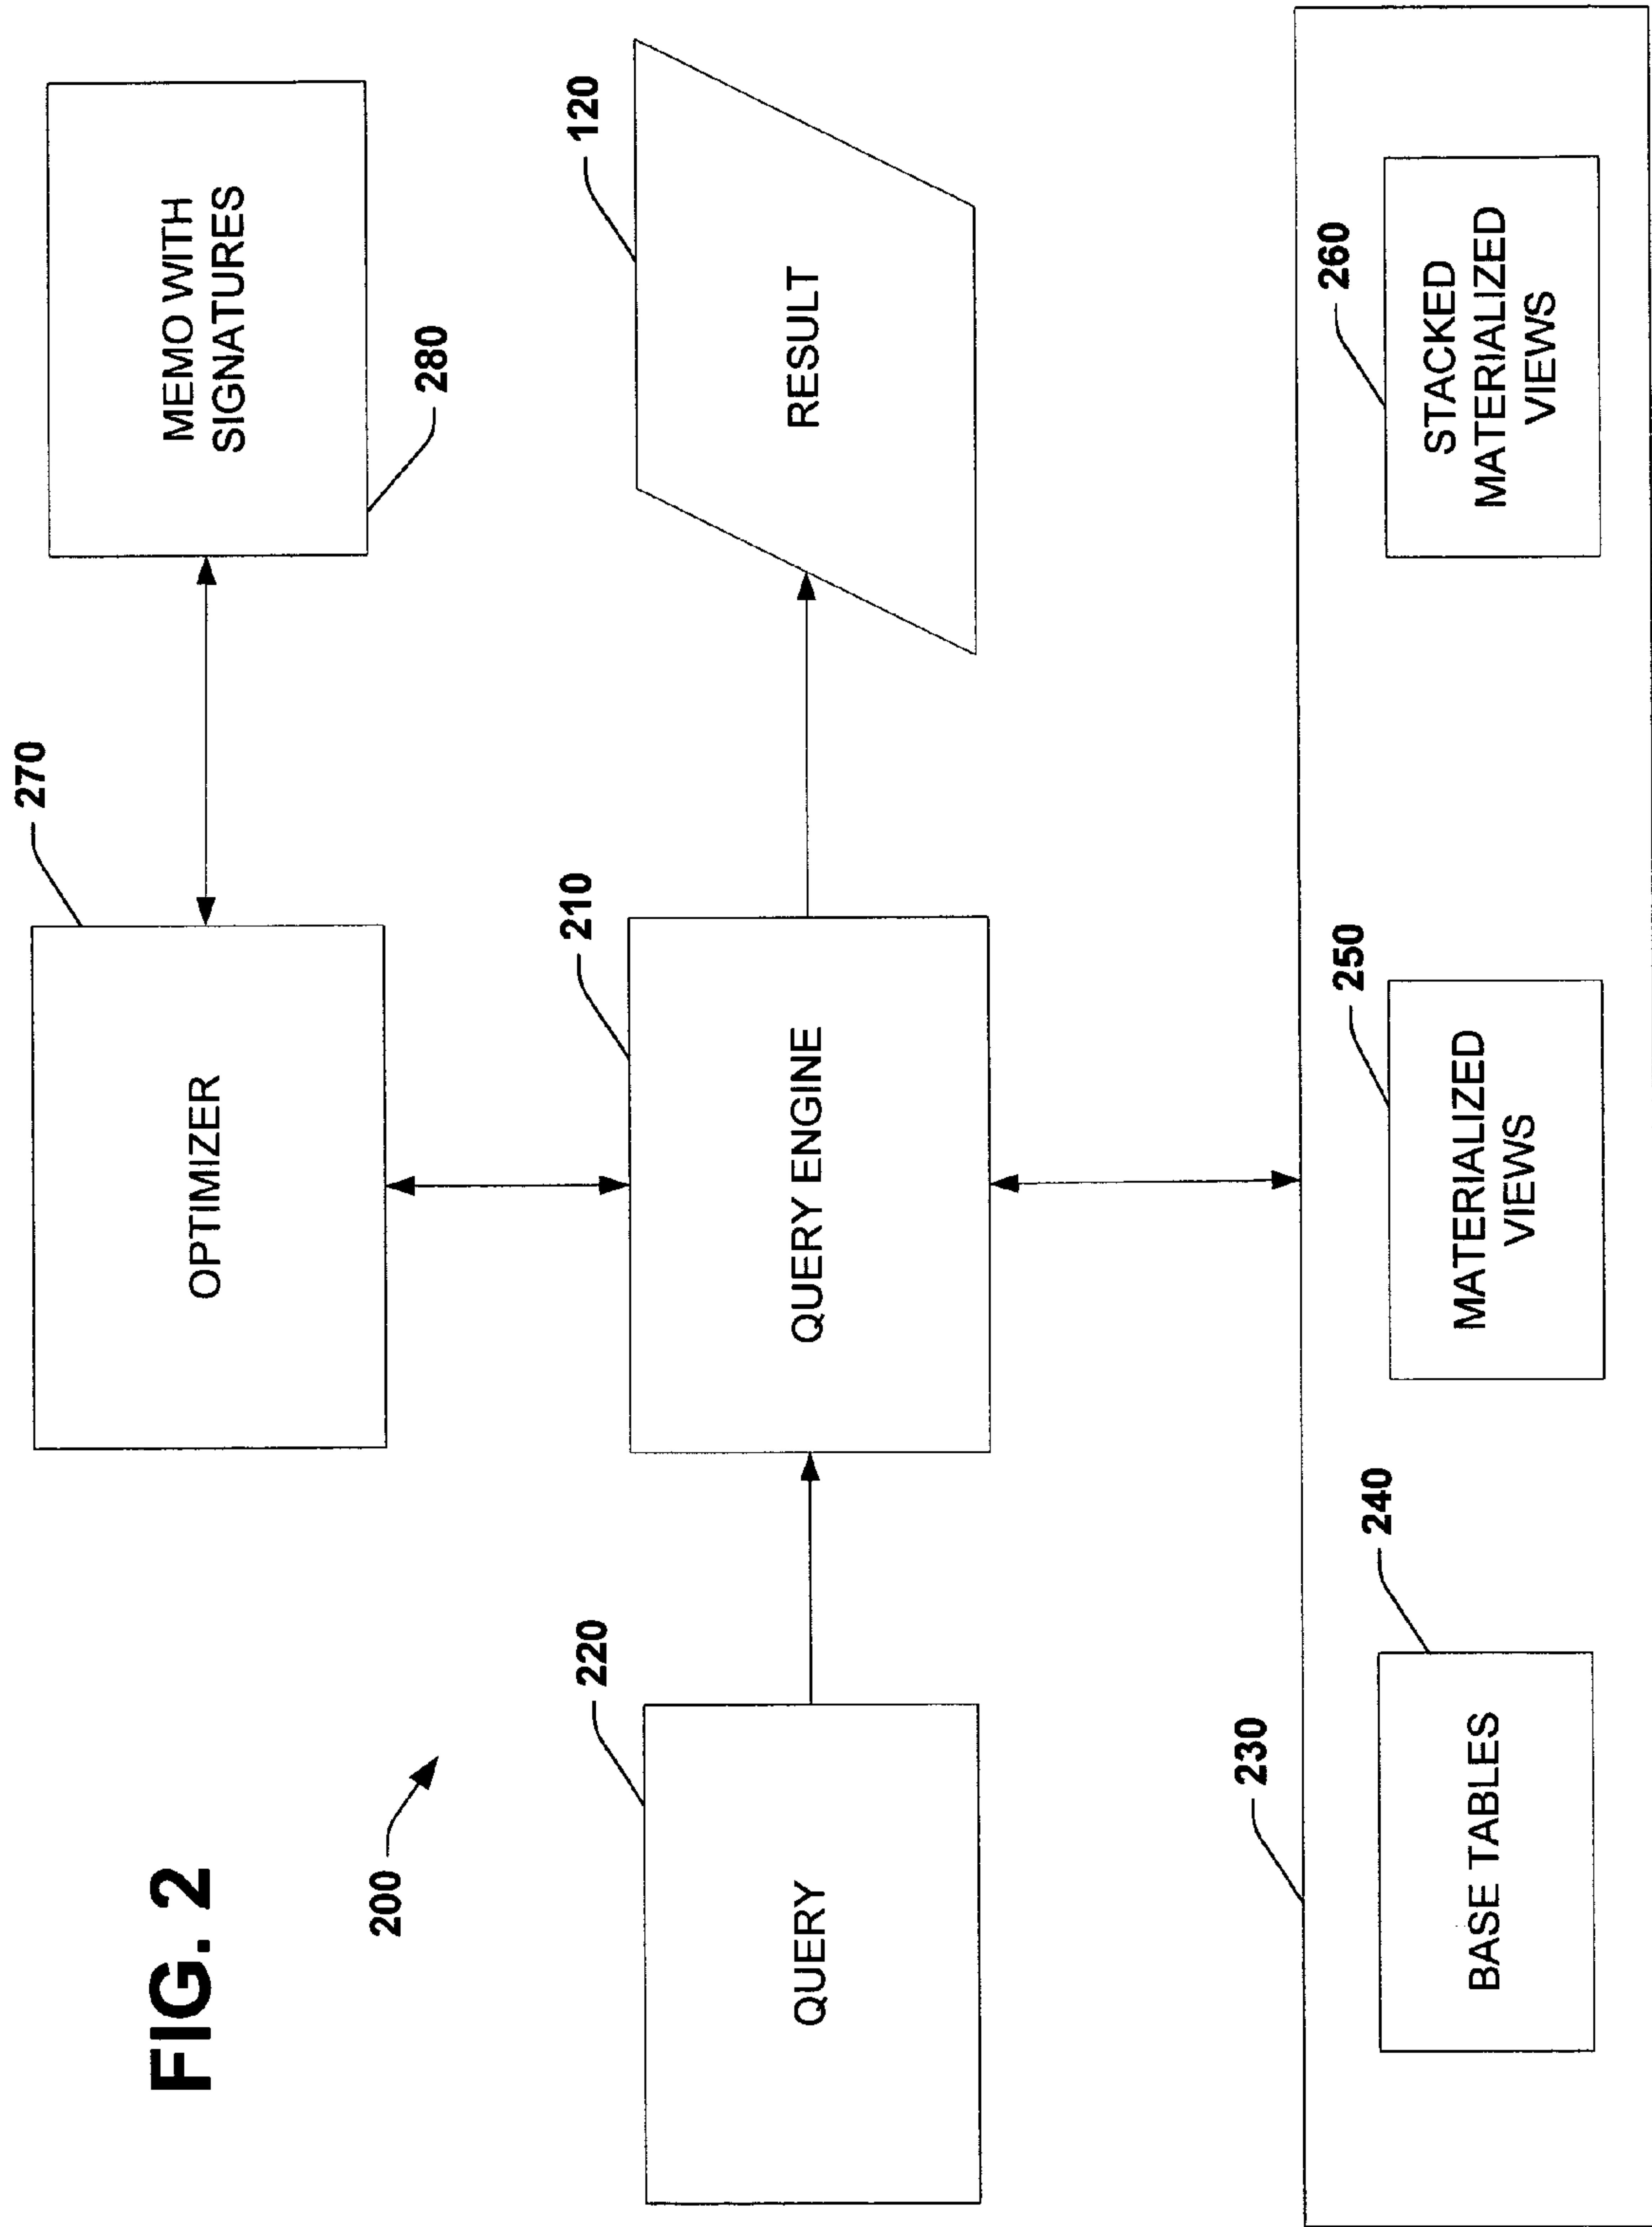 FIG. 2
200
270
OPTIMIZER
MEMO WITH
SIGNATURES
280
220
QUERY
210
QUERY ENGINE
120
RESULT
230
240
BASE TABLES
250
MATERIALIZED
VIEWS
260
STACKED
MATERIALIZED
VIEWS